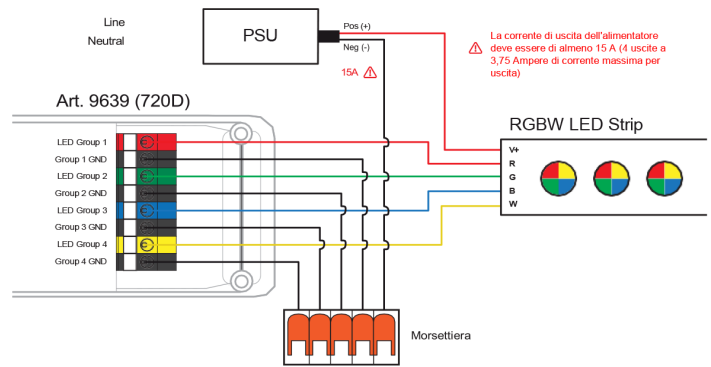 Line
Neutral
PSU
Pos (+)
Neg (-)
15A
La corrente di uscita dell'alimentatore
deve essere di almeno 15 A (4 uscite a
3,75 Ampere di corrente massima per
uscita)
Art. 9639 (720D)
LED Group 1
Group 1 GND
LED Group 2
Group 2 GND
LED Group 3
Group 3 GND
LED Group 4
Group 4 GND
RGBW LED Strip
V+
R
G
B
W
Morsettiera